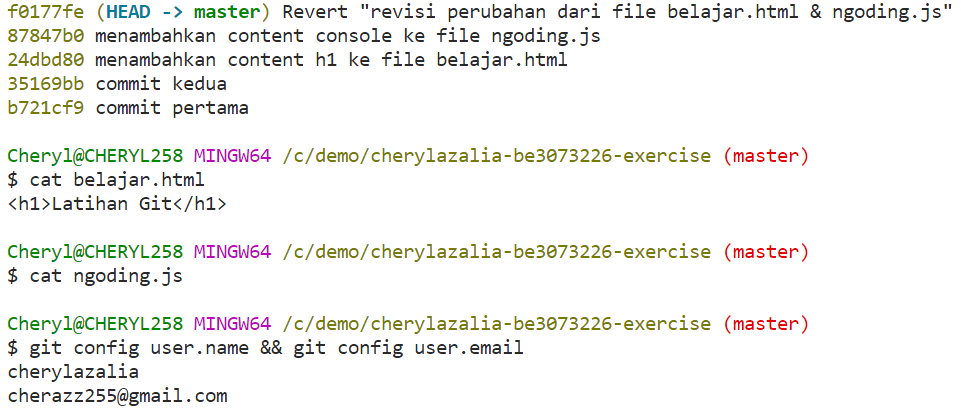 f0177fe (HEAD -> master) Revert "revisi perubahan dari file belajar.html & ngoding.js"
87847b0 menambahkan content console ke file ngoding.js
24dbd80 menambahkan content h1 ke file belajar.html
35169bb commit kedua
b721cf9 commit pertama
Cheryl@CHERYL258 MINGW64 /c/demo/cherylazalia-be3073226-exercise (master)
$ cat belajar.html
<h1>Latihan Git</h1>
Cheryl@CHERYL258 MINGW64 /c/demo/cherylazalia-be3073226-exercise (master)
$ cat ngoding.js
Cheryl@CHERYL258 MINGW64 /c/demo/cherylazalia-be3073226-exercise (master)
$ git config user.name && git config user.email
cherylazalia
cherazz255@gmail.com